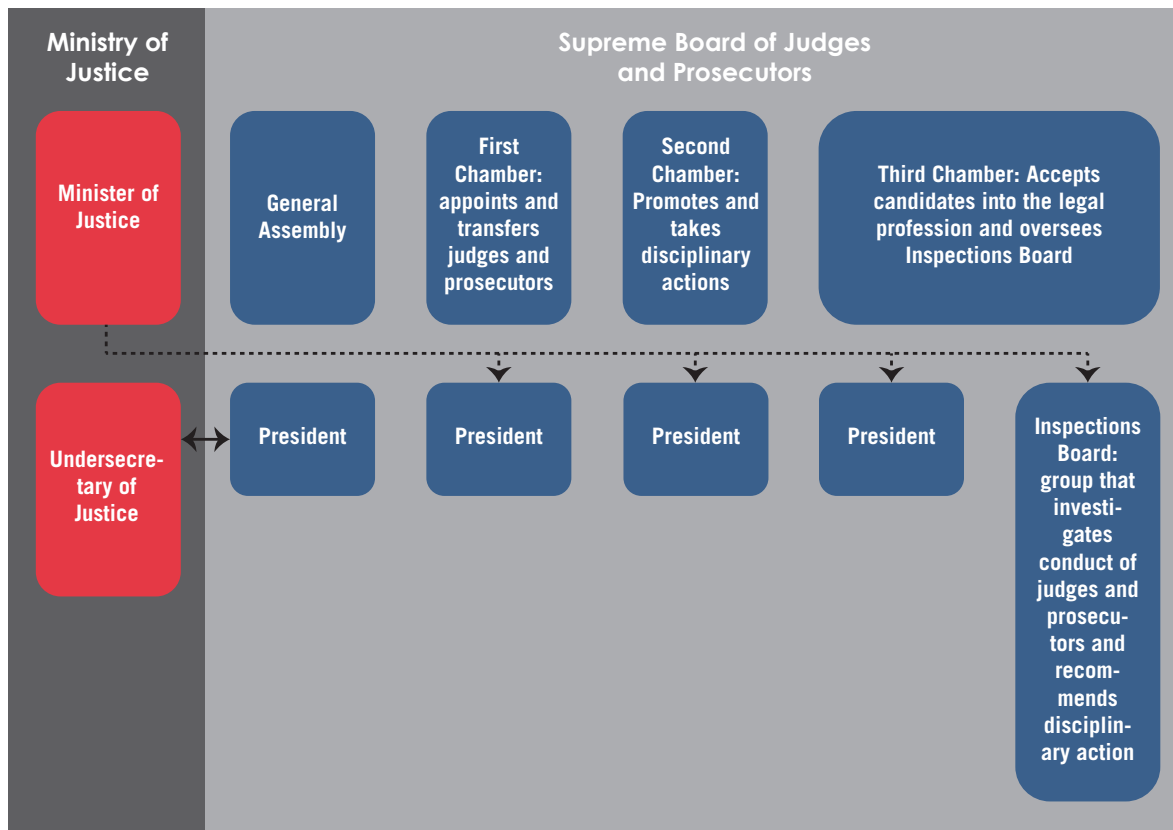 Ministry of
Justice
Supreme Board of Judges
and Prosecutors
Minister of
Justice
General
Assembly
First
Chamber:
appoints and
transfers
judges and
prosecutors
Second
Chamber:
Promotes and
takes
disciplinary
actions
Third Chamber: Accepts
candidates into the legal
profession and oversees
Inspections Board
Undersecre-
tary of
Justice
President
President
President
President
Inspections
Board:
group that
investi-
gates
conduct of
judges and
prosecu-
tors and
recom-
mends
disciplin-
ary action